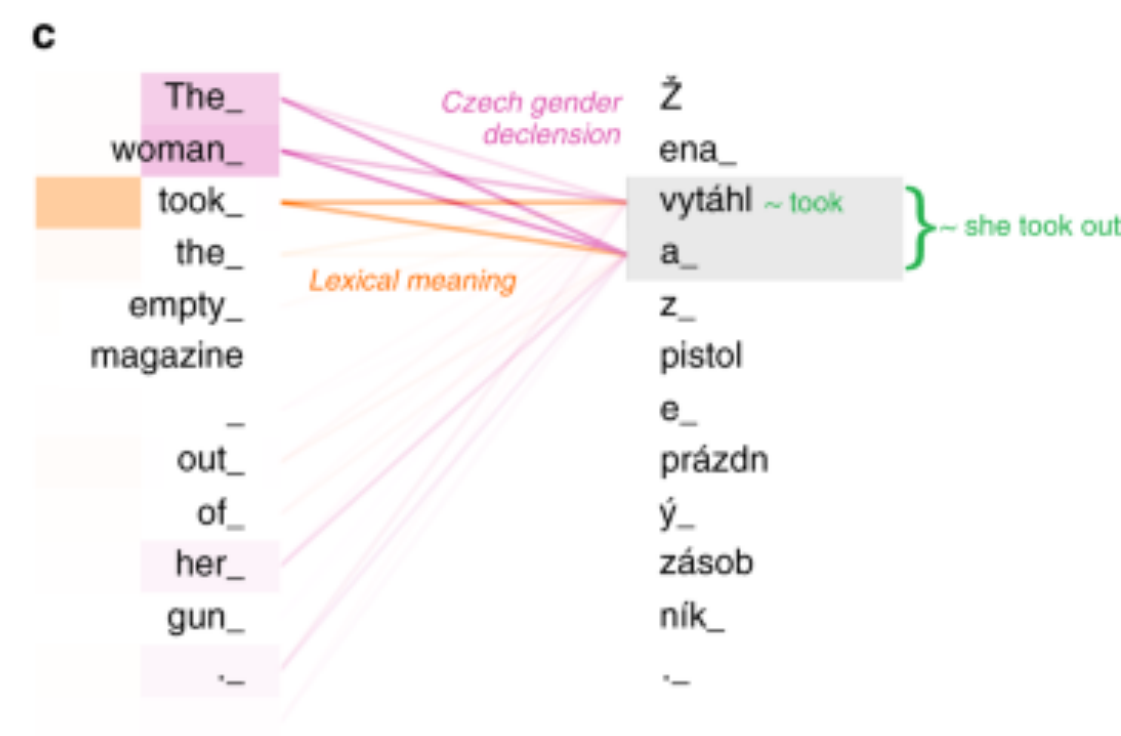 c
The_
woman_
took_
the_
empty_
magazine
_
out_
of_
her_
gun_
._
Czech gender
declension
Lexical meaning
Ž
ena_
vytáhl ~ took
a_
z_
pistol
e_
prázdn
ý_
zásob
ník_
._
~ she took out